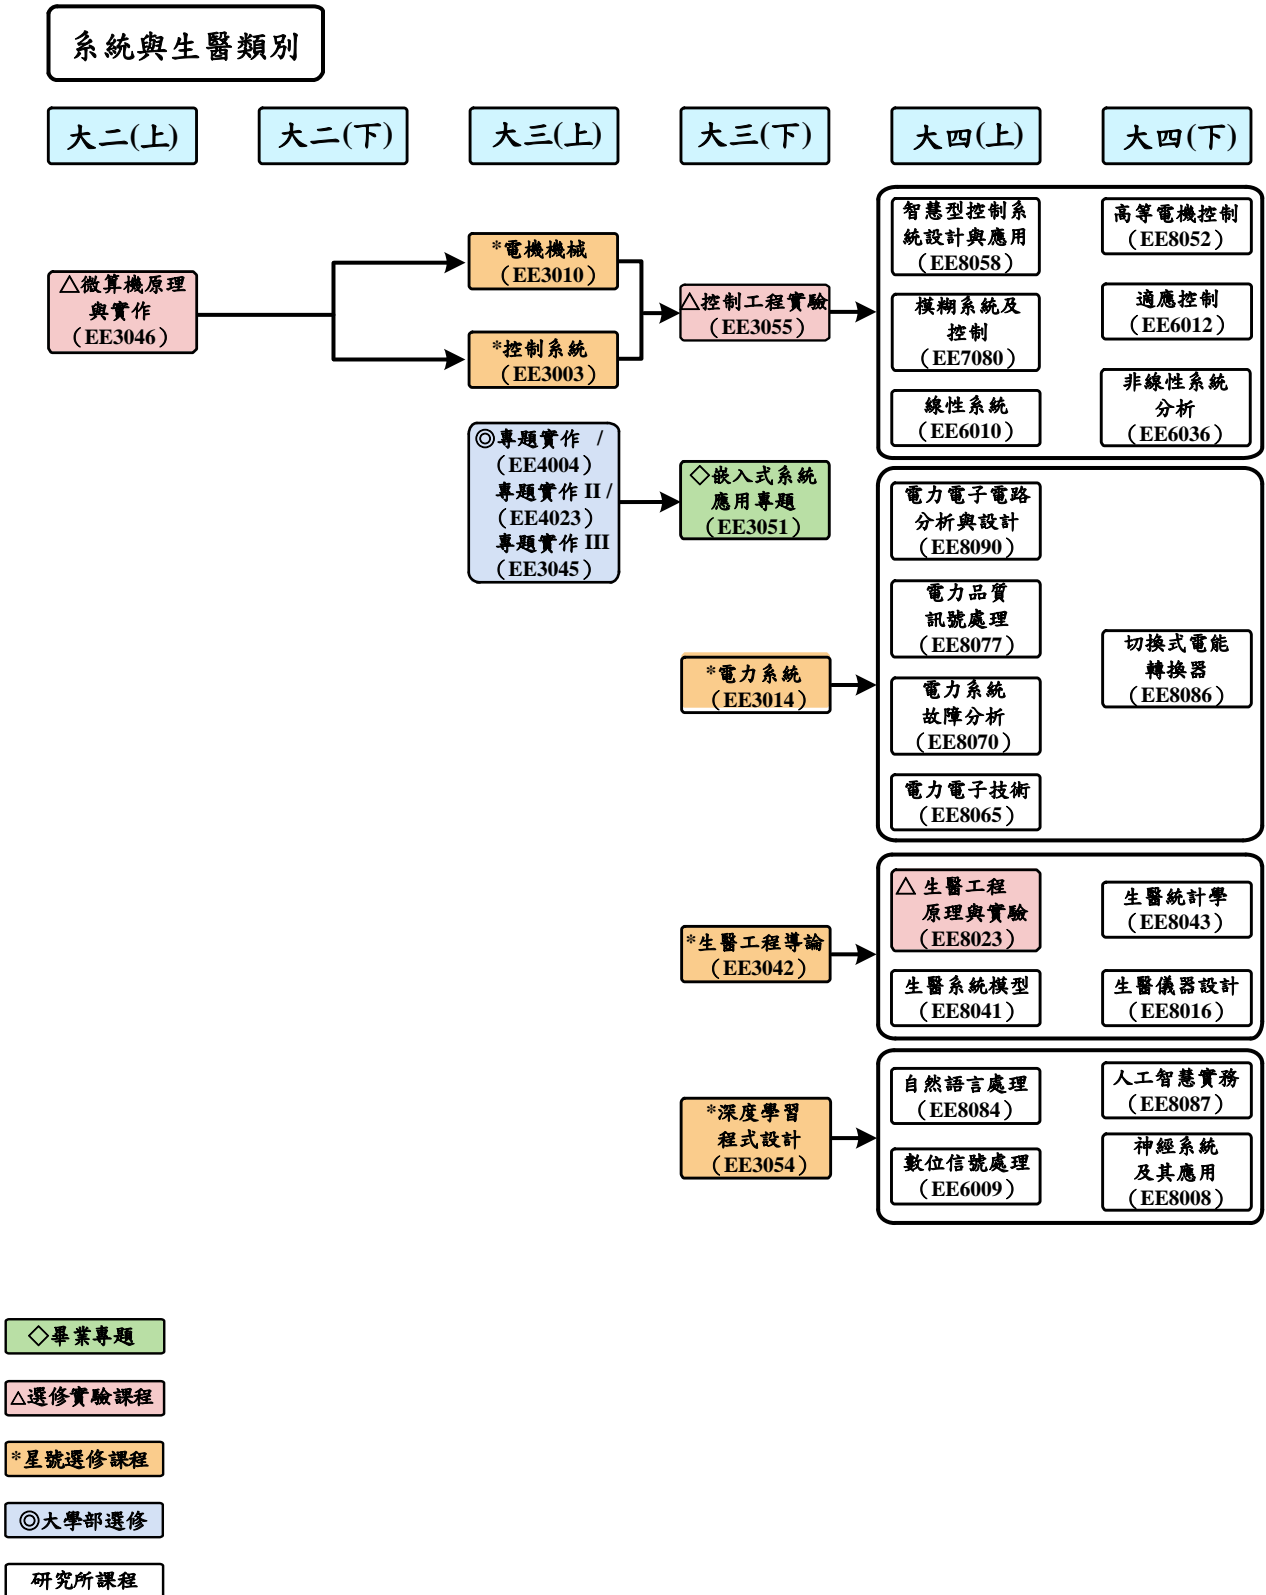 系統與生醫類別
大二(上)
大二(下)
大三(上)
大三(下)
大四(上)
大四(下)
△微算機原理
與實作
（EE3046）
*電機機械
（EE3010）
*控制系統
（EE3003）
◎專題實作 /
（EE4004）
專題實作 II /
（EE4023）
專題實作 III
（EE3045）
△控制工程實驗
（EE3055）
◇嵌入式系統
應用專題
（EE3051）
*電力系統
（EE3014）
*生醫工程導論
（EE3042）
*深度學習
程式設計
（EE3054）
智慧型控制系
統設計與應用
（EE8058）
模糊系統及
控制
（EE7080）
線性系統
（EE6010）
高等電機控制
（EE8052）
適應控制
（EE6012）
非線性系統
分析
（EE6036）
電力電子電路
分析與設計
（EE8090）
電力品質
訊號處理
（EE8077）
電力系統
故障分析
（EE8070）
電力電子技術
（EE8065）
切換式電能
轉換器
（EE8086）
△ 生醫工程
原理與實驗
（EE8023）
生醫系統模型
（EE8041）
生醫統計學
（EE8043）
生醫儀器設計
（EE8016）
自然語言處理
（EE8084）
數位信號處理
（EE6009）
人工智慧實務
（EE8087）
神經系統
及其應用
（EE8008）
◇畢業專題
△選修實驗課程
*星號選修課程
◎大學部選修
研究所課程